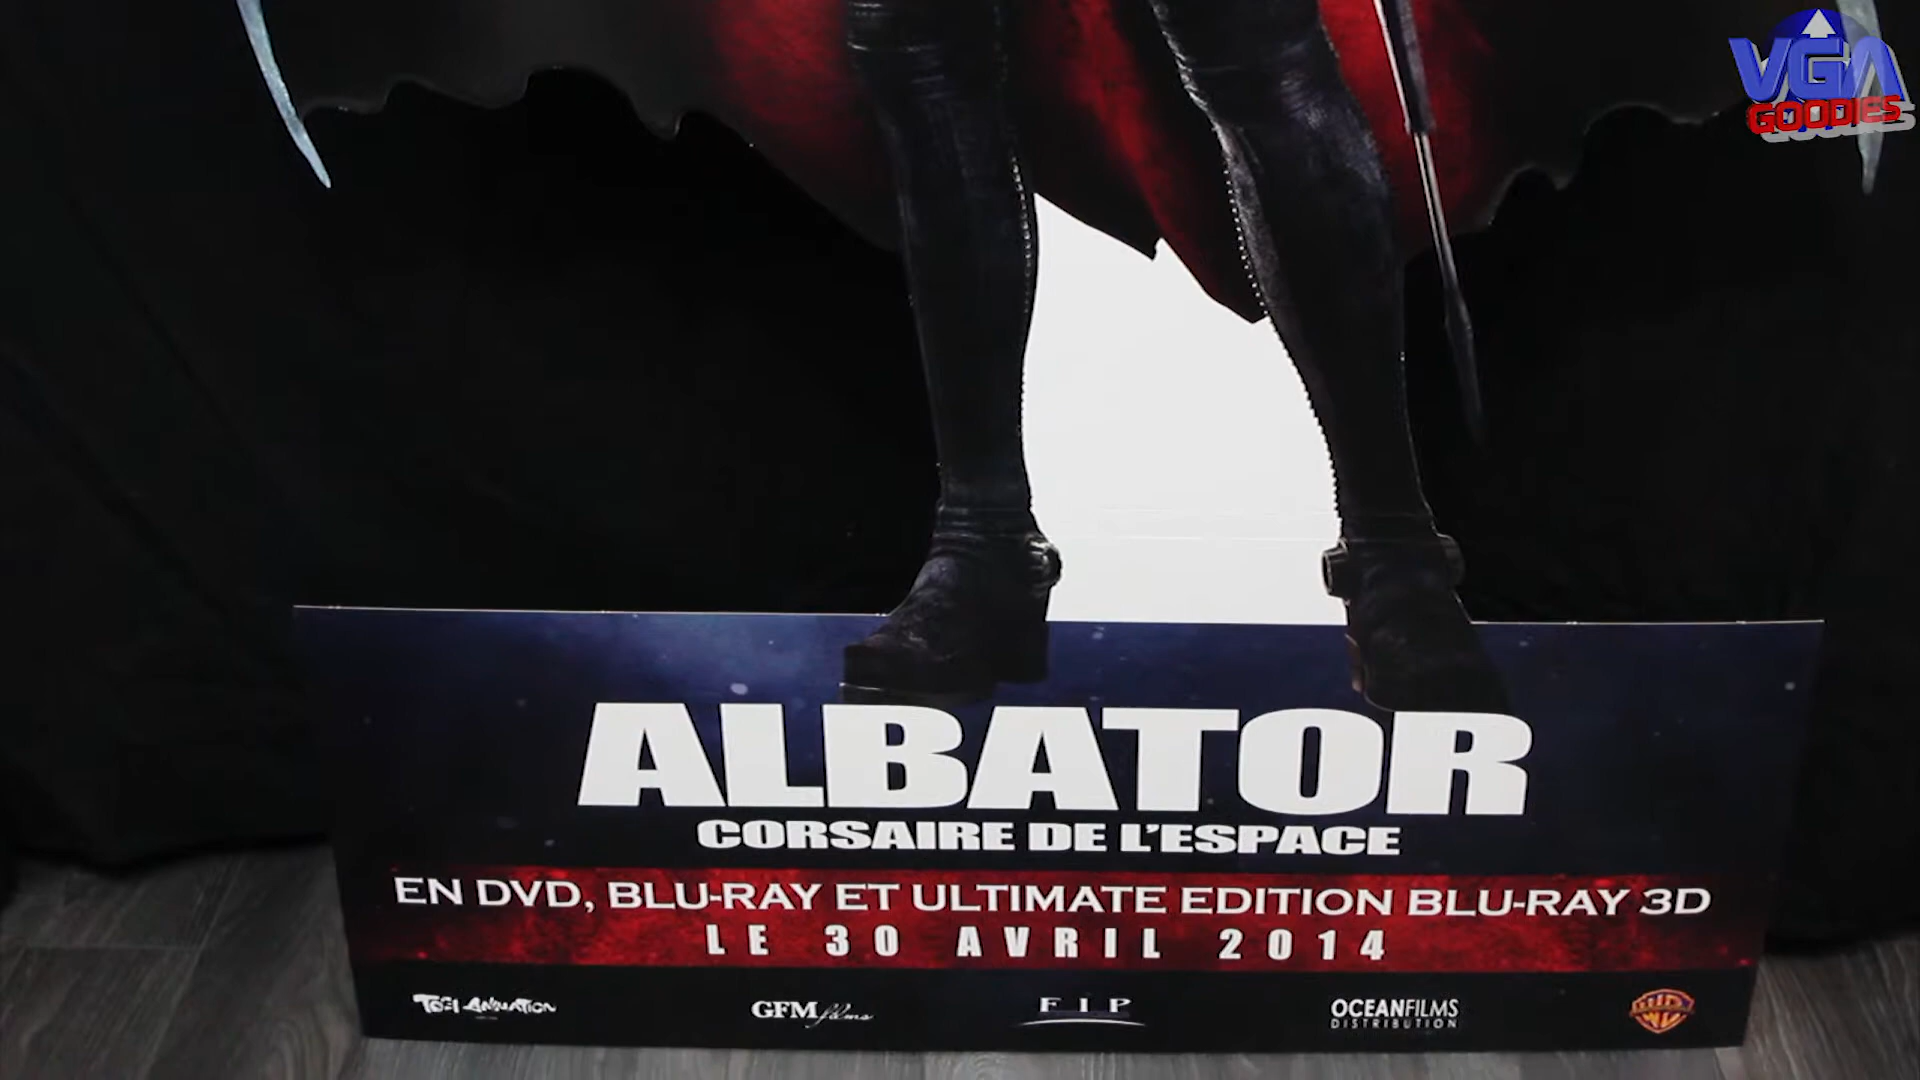 VGA
GOODIES
ALBATOR
CORSAIRE DE L'ESPACE
EN DVD, BLU-RAY ET ULTIMATE EDITION BLU-RAY 3D
LE 30 AVRIL 2014
TOEI ANIMATION
GFM films
FIP
OCEANFILMS
DISTRIBUTION
WB